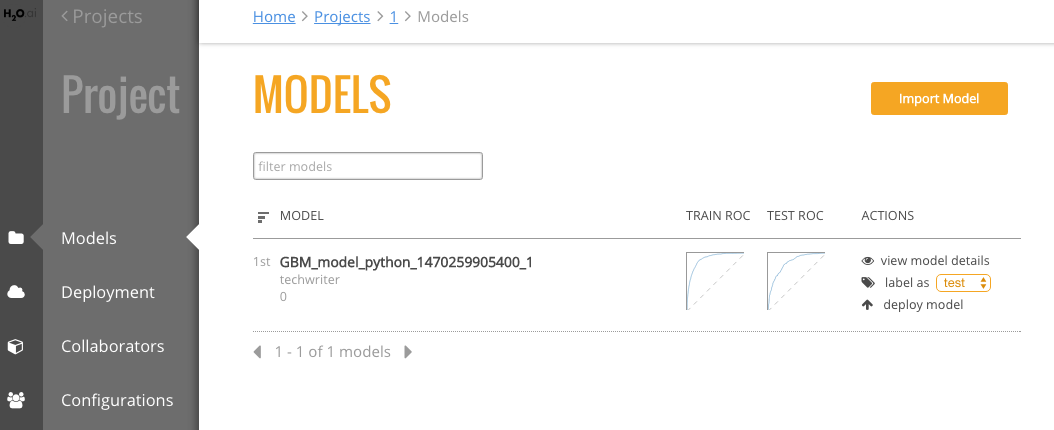 H2O.ai
Projects
Project
Models
Deployment
Collaborators
Configurations
Home > Projects > 1 > Models
MODELS
Import Model
filter models
MODEL TRAIN ROC TEST ROC ACTIONS
1st GBM_model_python_1470259905400_1
techwriter
0
view model details
label as test
deploy model
1 - 1 of 1 models